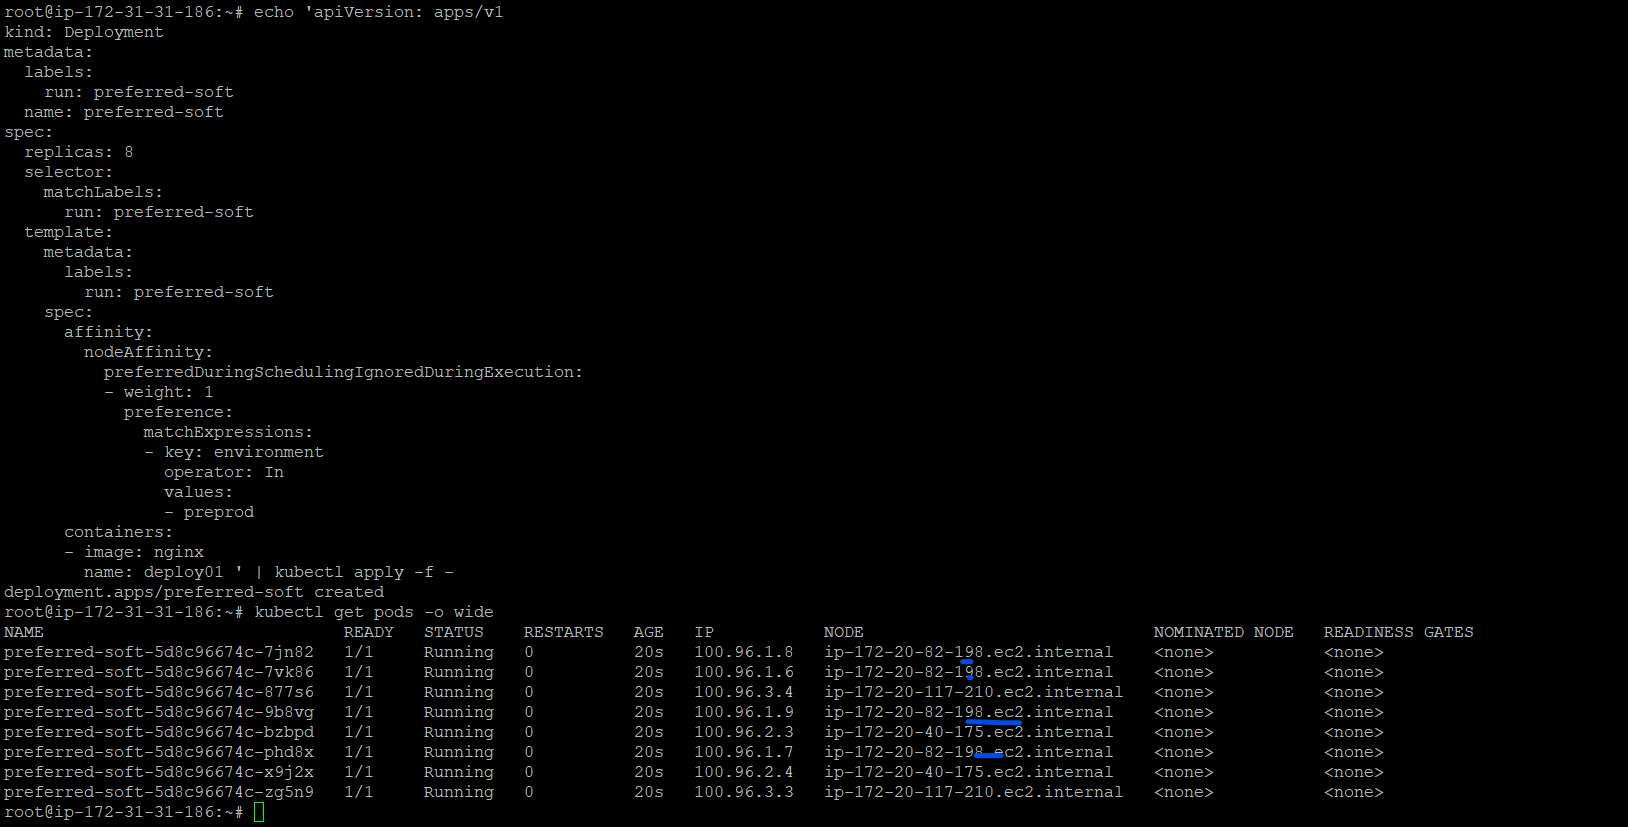 root@ip-172-31-31-186:~# echo 'apiVersion: apps/v1
kind: Deployment
metadata:
  labels:
    run: preferred-soft
  name: preferred-soft
spec:
  replicas: 8
  selector:
    matchLabels:
      run: preferred-soft
  template:
    metadata:
      labels:
        run: preferred-soft
    spec:
      affinity:
        nodeAffinity:
          preferredDuringSchedulingIgnoredDuringExecution:
          - weight: 1
            preference:
              matchExpressions:
              - key: environment
                operator: In
                values:
                - preprod
      containers:
      - image: nginx
        name: deploy01 ' | kubectl apply -f -
deployment.apps/preferred-soft created
root@ip-172-31-31-186:~# kubectl get pods -o wide
NAME                              READY   STATUS    RESTARTS   AGE   IP           NODE                             NOMINATED NODE   READINESS GATES
preferred-soft-5d8c96674c-7jn82   1/1     Running   0          20s   100.96.1.8   ip-172-20-82-198.ec2.internal    <none>           <none>
preferred-soft-5d8c96674c-7vk86   1/1     Running   0          20s   100.96.1.6   ip-172-20-82-198.ec2.internal    <none>           <none>
preferred-soft-5d8c96674c-877s6   1/1     Running   0          20s   100.96.3.4   ip-172-20-117-210.ec2.internal   <none>           <none>
preferred-soft-5d8c96674c-9b8vg   1/1     Running   0          20s   100.96.1.9   ip-172-20-82-198.ec2.internal    <none>           <none>
preferred-soft-5d8c96674c-bzbpd   1/1     Running   0          20s   100.96.2.3   ip-172-20-40-175.ec2.internal    <none>           <none>
preferred-soft-5d8c96674c-phd8x   1/1     Running   0          20s   100.96.1.7   ip-172-20-82-198.ec2.internal    <none>           <none>
preferred-soft-5d8c96674c-x9j2x   1/1     Running   0          20s   100.96.2.4   ip-172-20-40-175.ec2.internal    <none>           <none>
preferred-soft-5d8c96674c-zg5n9   1/1     Running   0          20s   100.96.3.3   ip-172-20-117-210.ec2.internal   <none>           <none>
root@ip-172-31-31-186:~#